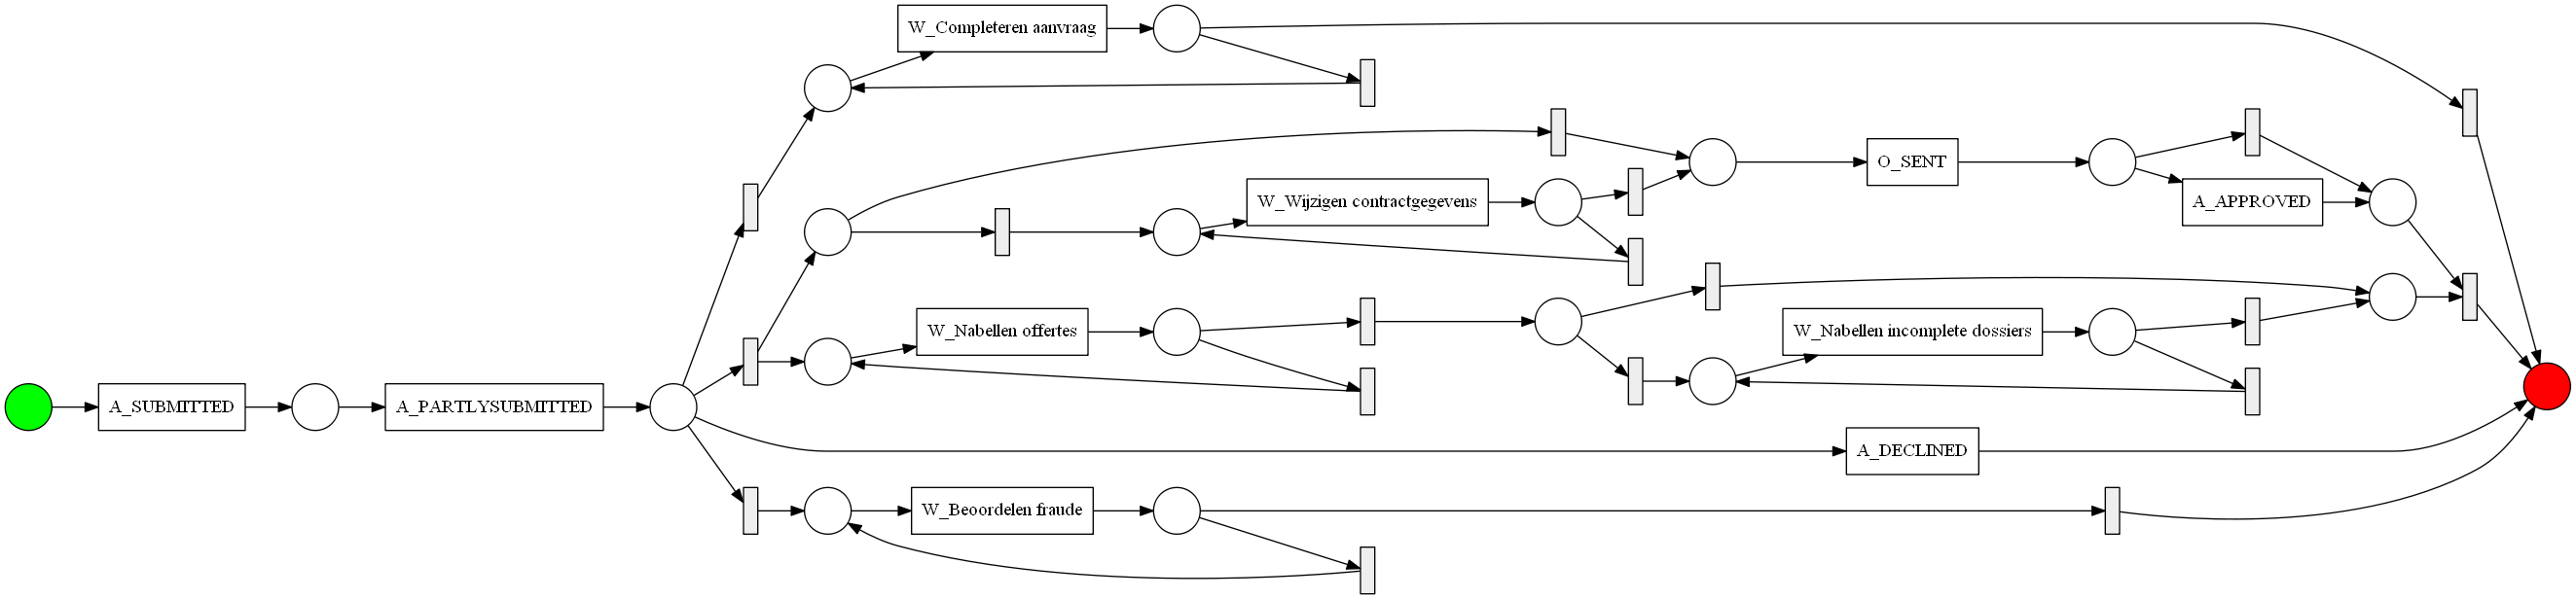 W_Completeren aanvraag
O_SENT
W_Wijzigen contractgegevens
A_APPROVED
W_Nabellen offertes
W_Nabellen incomplete dossiers
A_SUBMITTED
A_PARTLYSUBMITTED
A_DECLINED
W_Beoordelen fraude